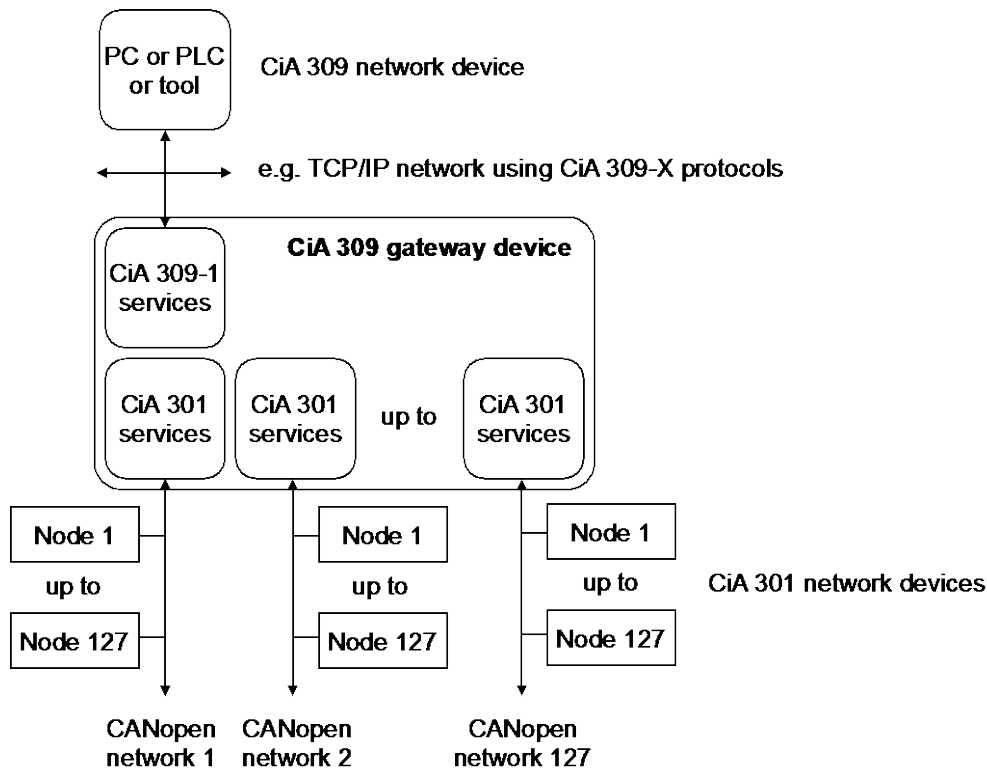 PC or PLC
or tool
CiA 309 network device
e.g. TCP/IP network using CiA 309-X protocols
CiA 309 gateway device
CiA 309-1
services
CiA 301
services
CiA 301
services
up to
CiA 301
services
Node 1
Node 1
Node 1
up to
up to
up to
CiA 301 network devices
Node 127
Node 127
Node 127
CANopen
network 1
CANopen
network 2
CANopen
network 127